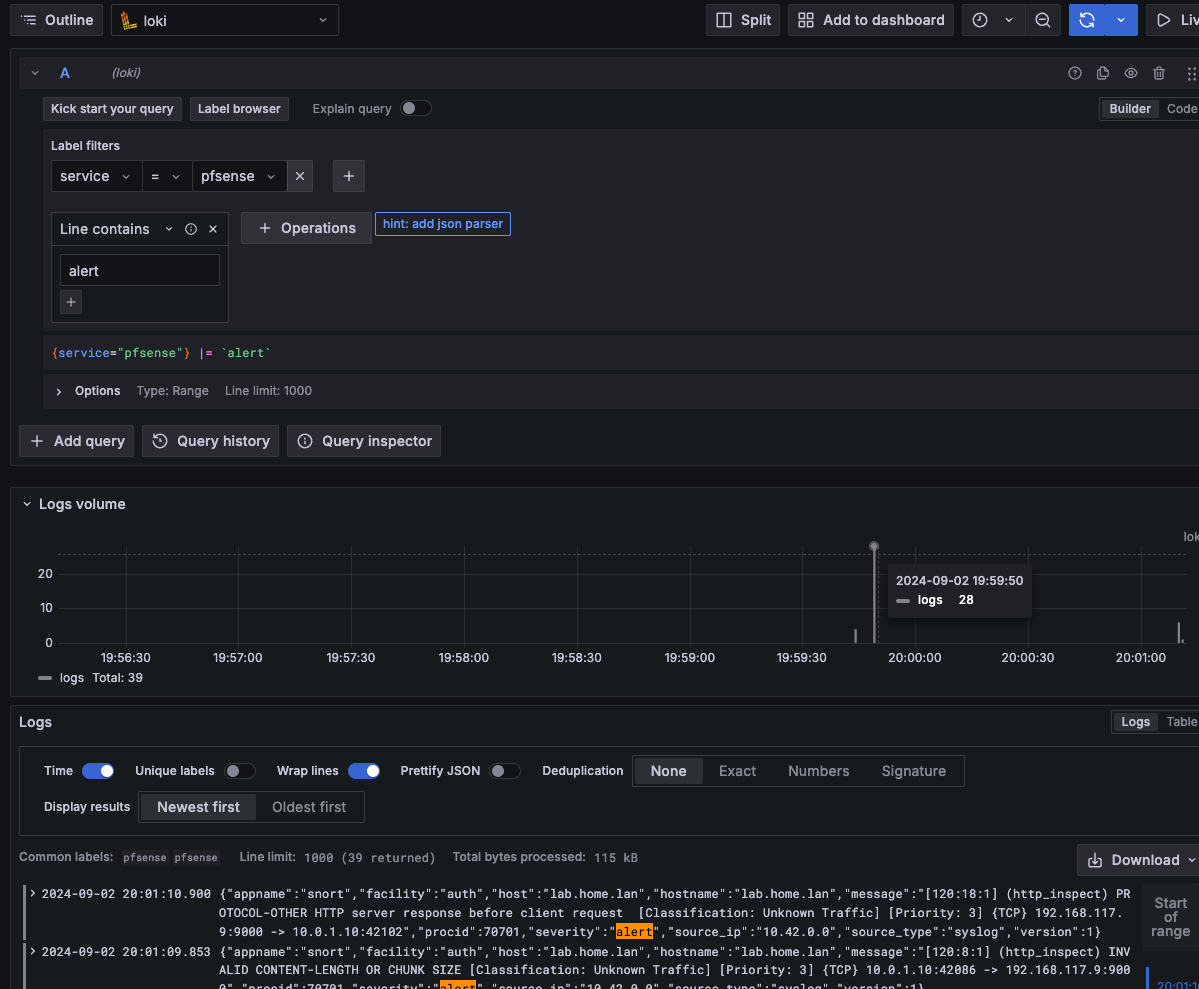 Outline
loki
Split
Add to dashboard
Liv
A
(loki)
Kick start your query
Label browser
Explain query
Builder
Code
Label filters
service
=
pfsense
Line contains
Operations
hint: add json parser
alert
{service="pfsense"} |= `alert`
Options Type: Range Line limit: 1000
Add query
Query history
Query inspector
Logs volume
lok
20
10
0
2024-09-02 19:59:50
logs 28
19:56:30 19:57:00 19:57:30 19:58:00 19:58:30 19:59:00 19:59:30 20:00:00 20:00:30 20:01:00
logs Total: 39
Logs
Logs
Table
Time
Unique labels
Wrap lines
Prettify JSON
Deduplication
None
Exact
Numbers
Signature
Display results
Newest first
Oldest first
Common labels: pfsense pfsense Line limit: 1000 (39 returned) Total bytes processed: 115 kB
Download
2024-09-02 20:01:10.900 {"appname":"snort","facility":"auth","host":"lab.home.lan","hostname":"lab.home.lan","message":"[120:18:1] (http_inspect) PR
OTOCOL-OTHER HTTP server response before client request  [Classification: Unknown Traffic] [Priority: 3] {TCP} 192.168.117.
9:9000 -> 10.0.1.10:42102","procid":70701,"severity":"alert","source_ip":"10.42.0.0","source_type":"syslog","version":1}
Start
of
range
2024-09-02 20:01:09.853 {"appname":"snort","facility":"auth","host":"lab.home.lan","hostname":"lab.home.lan","message":"[120:8:1] (http_inspect) INV
ALID CONTENT-LENGTH OR CHUNK SIZE [Classification: Unknown Traffic] [Priority: 3] {TCP} 10.0.1.10:42086 -> 192.168.117.9:900
0","procid":70701,"severity":"alert","source_ip":"10.42.0.0","source_type":"syslog","version":1}
20:01:1